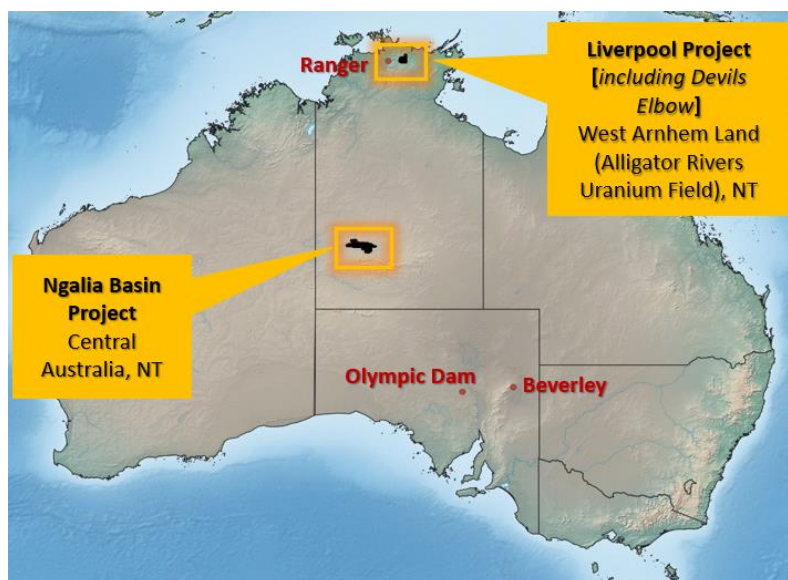 Ranger
Liverpool Project
[including Devils
Elbow]
West Arnhem Land
(Alligator Rivers
Uranium Field), NT
Ngalia Basin
Project
Central
Australia, NT
Olympic Dam
Beverley